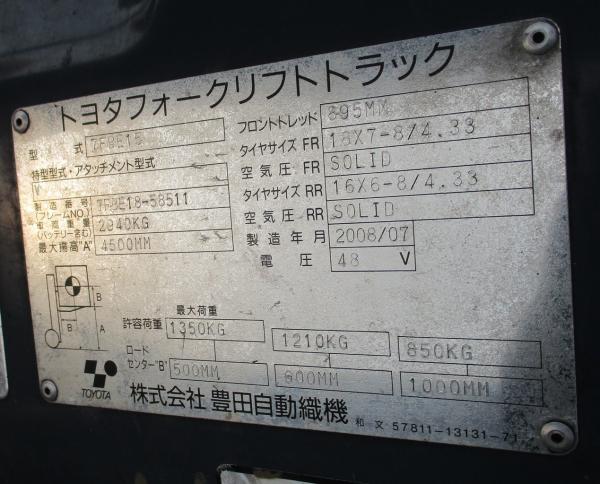 トヨタフォークリフトトラック
型式 7FBE15
特型型式・アタッチメント型式
V
製造番号 (フレームNO.) 7FBE18-58511
車両重量 (バッテリー含む) 2940KG
最大揚高"A" 4500MM
フロントトレッド 895MM
タイヤサイズ FR 18X7-8/4.33
空気圧 FR SOLID
タイヤサイズ RR 16X6-8/4.33
空気圧 RR SOLID
製造年月 2008/07
電圧 48 V
B
B
A
最大荷重
許容荷重 1350KG 1210KG 850KG
ロードセンター"B" 500MM 600MM 1000MM
TOYOTA
株式会社 豊田自動織機
和文 57811-13131-71